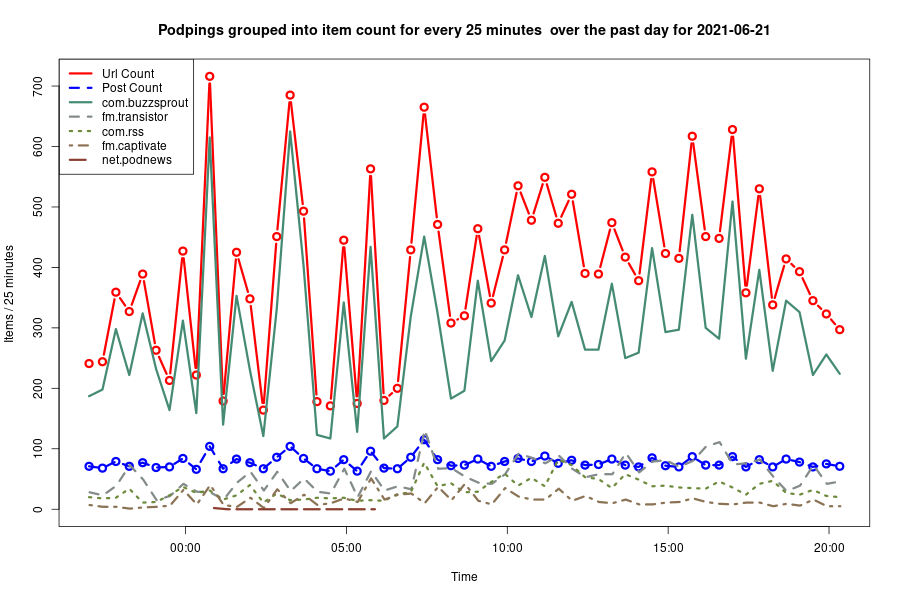 Podpings grouped into item count for every 25 minutes  over the past day for 2021-06-21
Url Count
Post Count
com.buzzsprout
fm.transistor
com.rss
fm.captivate
net.podnews
Items / 25 minutes
700
600
500
400
300
200
100
0
00:00 05:00 10:00 15:00 20:00
Time